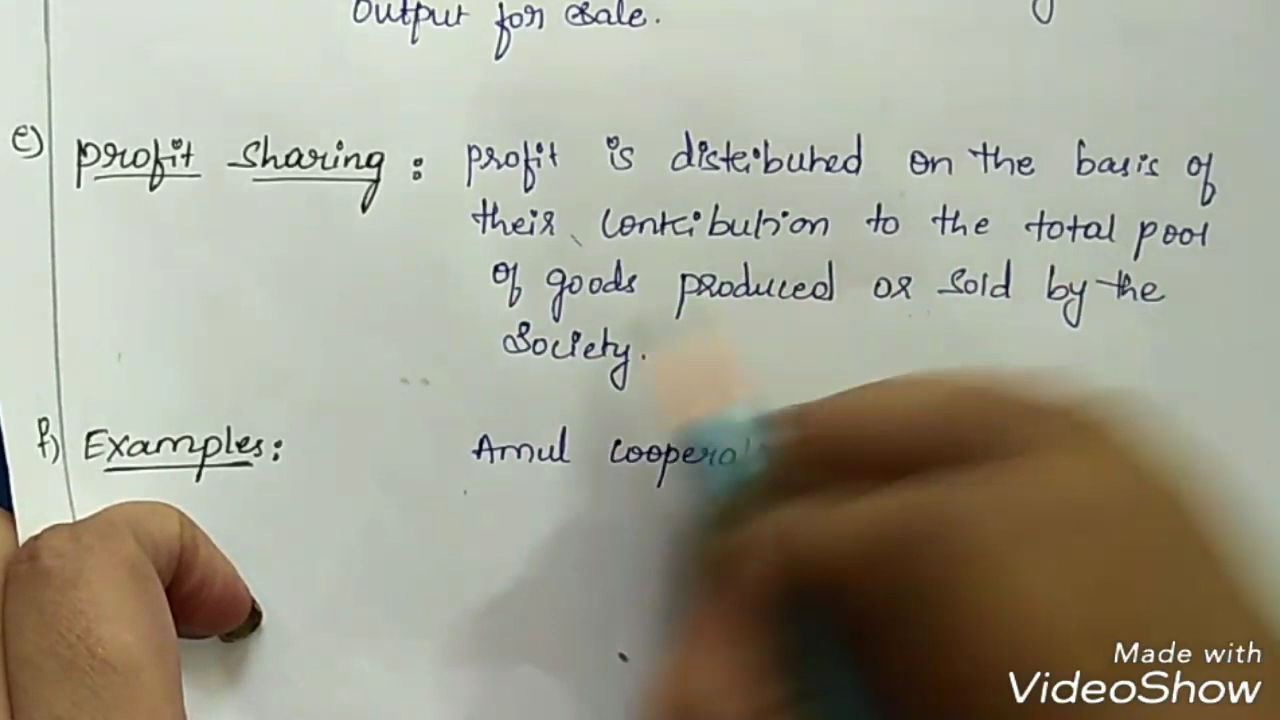 Output for sale.
e) Profit sharing : profit is distributed on the basis of
their contribution to the total pool
of goods produced or sold by the
Society.
f) Examples: Amul
Made with
VideoShow